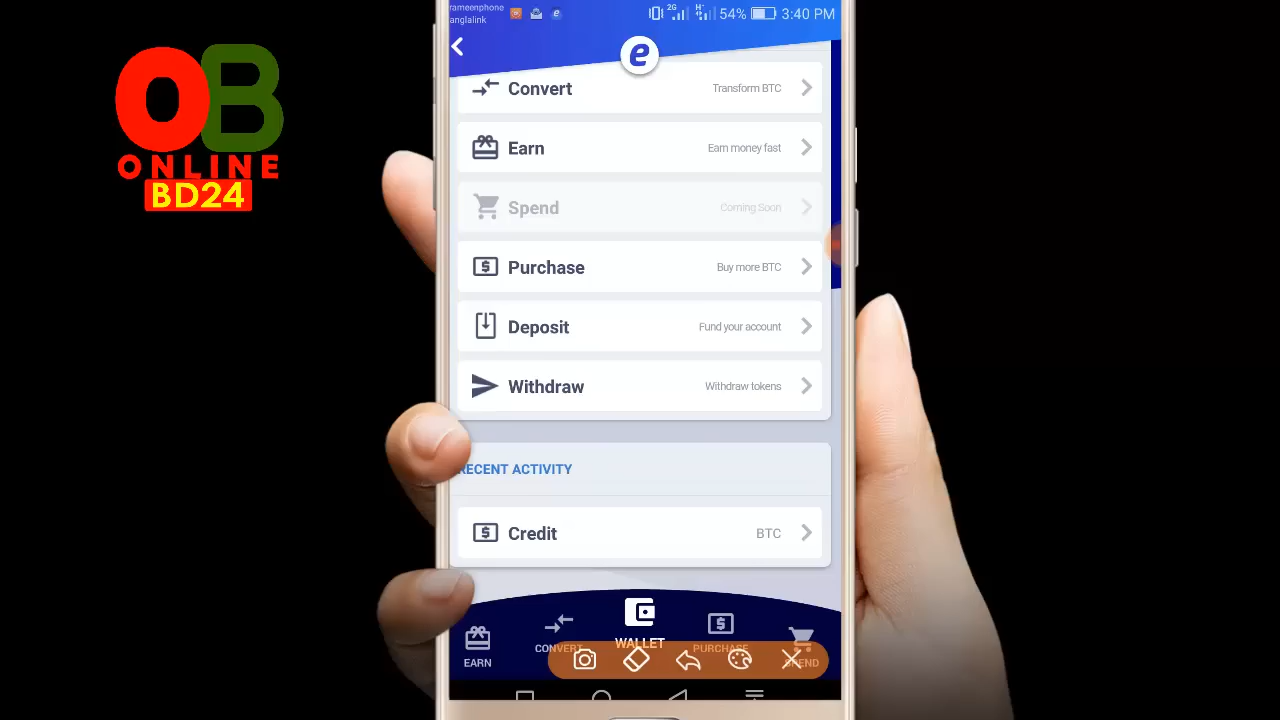 rameenphone
anglalink
2G
H
54%
3:40 PM
e
OB
ONLINE
BD24
Convert
Transform BTC
Earn
Earn money fast
Spend
Coming Soon
Purchase
Buy more BTC
Deposit
Fund your account
Withdraw
Withdraw tokens
RECENT ACTIVITY
Credit
BTC
EARN
CONVERT
WALLET
PURCHASE
SPEND